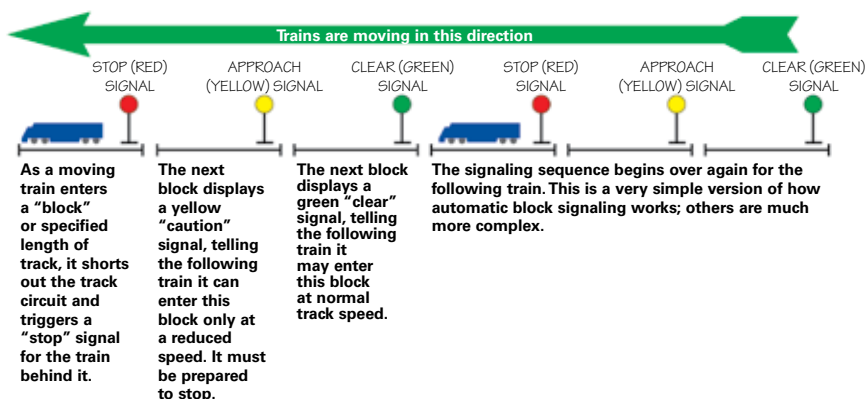 Trains are moving in this direction
STOP (RED)
SIGNAL
APPROACH
(YELLOW) SIGNAL
CLEAR (GREEN)
SIGNAL
STOP (RED)
SIGNAL
APPROACH
(YELLOW) SIGNAL
CLEAR (GREEN)
SIGNAL
As a moving
train enters
a “block”
or specified
length of
track, it shorts
out the track
circuit and
triggers a
“stop” signal
for the train
behind it.
The next
block displays
a yellow
“caution”
signal, telling
the following
train it can
enter this
block only at
a reduced
speed. It must
be prepared
to stop.
The next block
displays a
green “clear”
signal, telling
the following
train it
may enter
this block
at normal
track speed.
The signaling sequence begins over again for the
following train. This is a very simple version of how
automatic block signaling works; others are much
more complex.